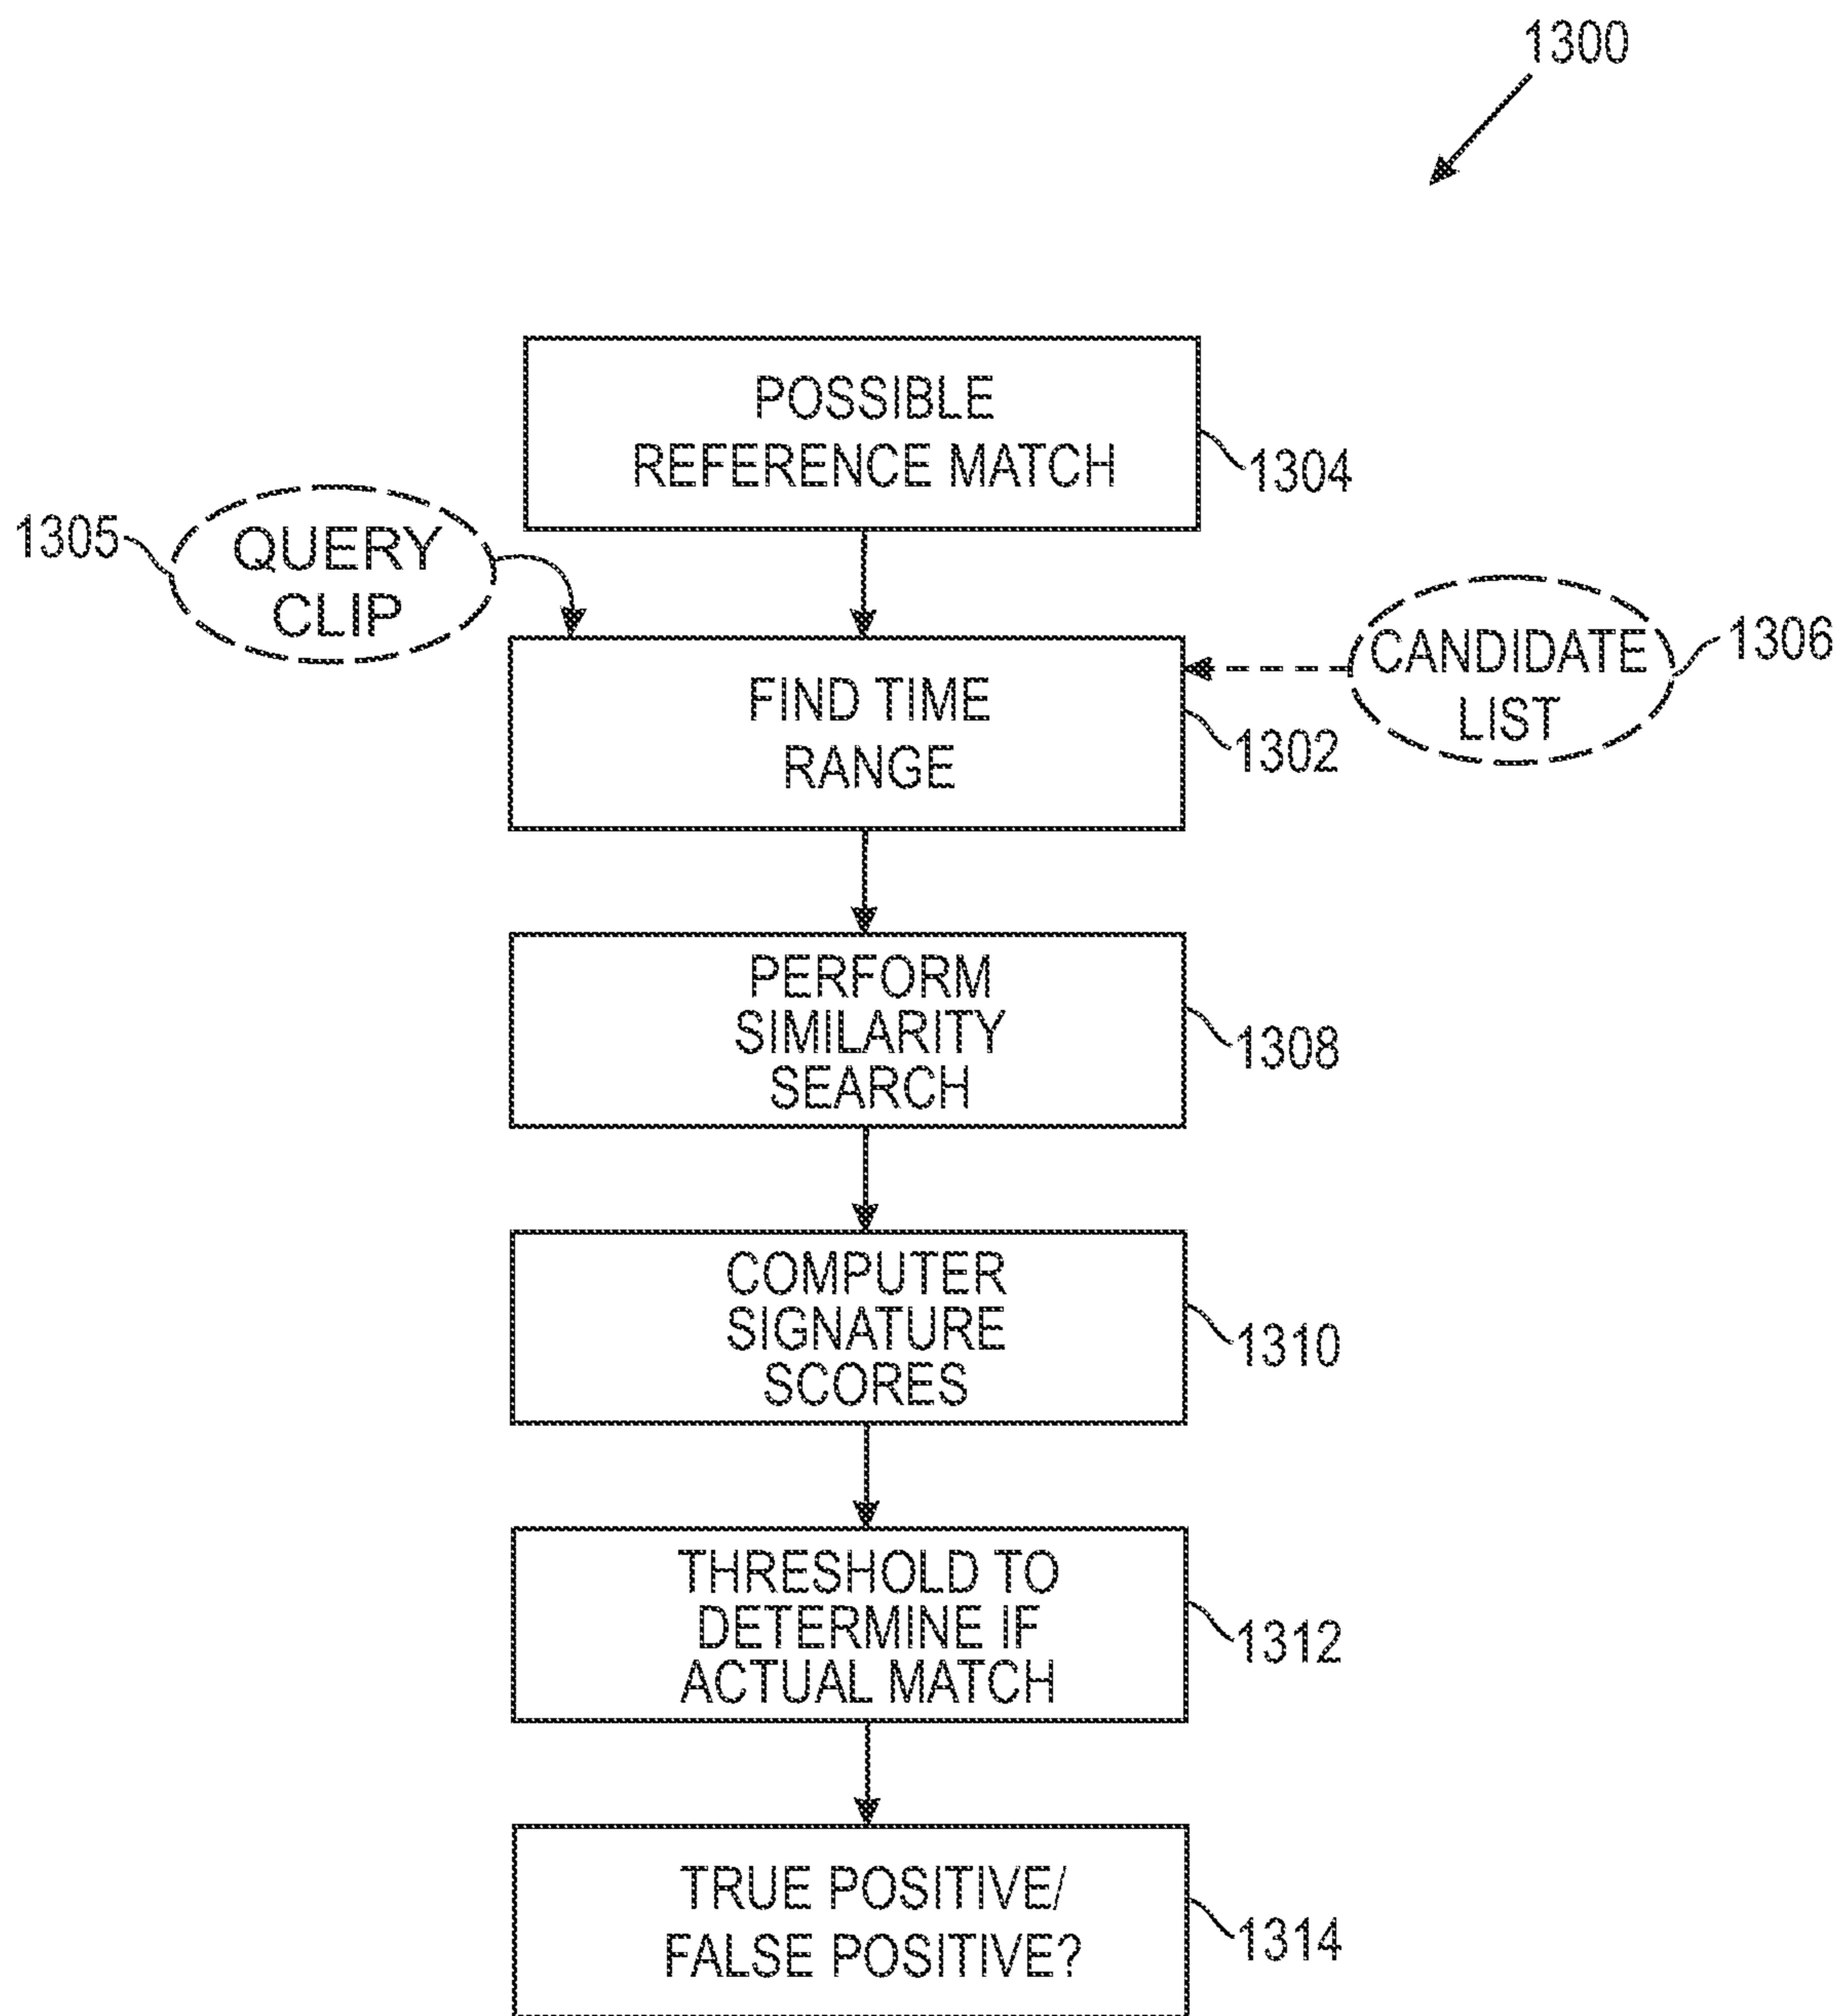 1300
POSSIBLE
REFERENCE MATCH
1304
1305
QUERY
CLIP
CANDIDATE
LIST
1306
FIND TIME
RANGE
1302
PERFORM
SIMILARITY
SEARCH
1308
COMPUTER
SIGNATURE
SCORES
1310
THRESHOLD TO
DETERMINE IF
ACTUAL MATCH
1312
TRUE POSITIVE/
FALSE POSITIVE?
1314